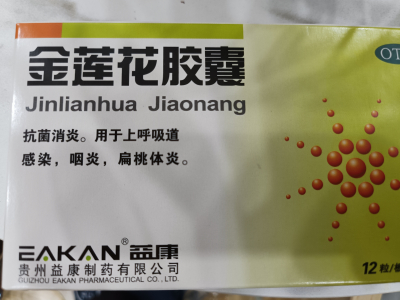 OT
金莲花胶囊
Jinlianhua Jiaonang
抗菌消炎。用于上呼吸道
感染，咽炎，扁桃体炎。
EAKAN® 益康
贵州益康制药有限公司
GUIZHOU EAKAN PHARMACEUTICAL CO., LTD.
12粒/